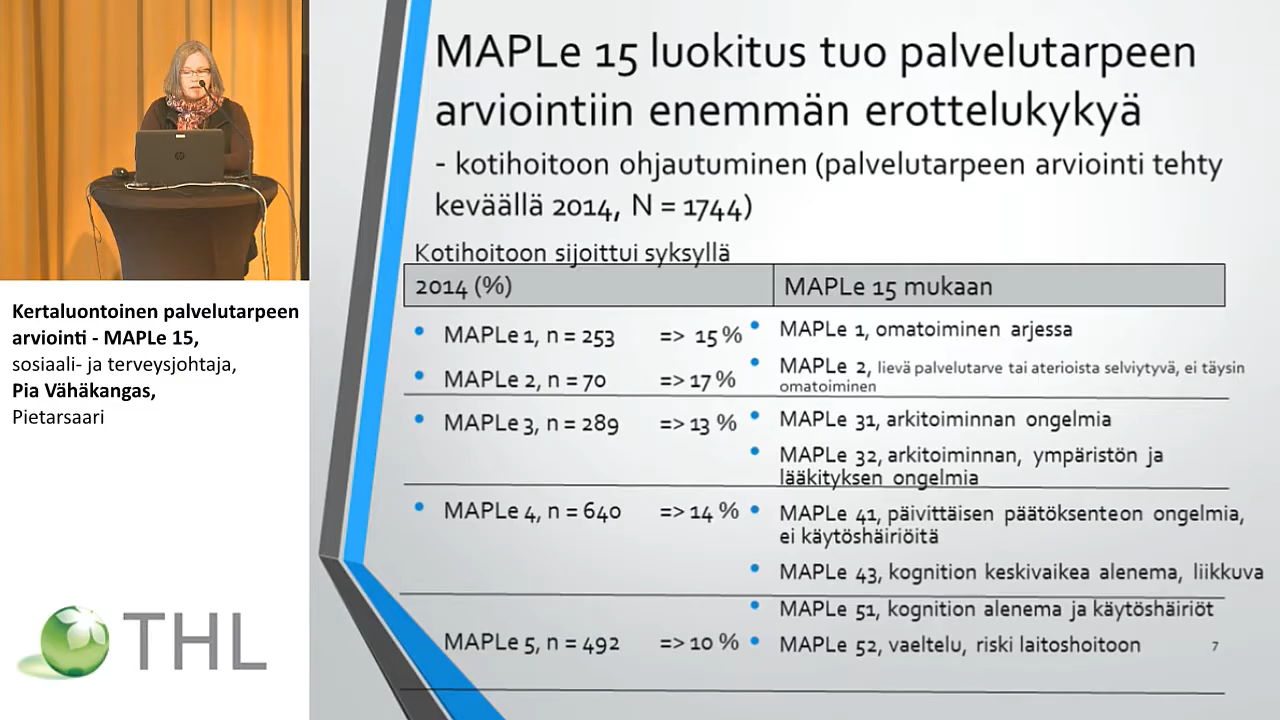 MAPLe 15 luokitus tuo palvelutarpeen
arviointiin enemmän erottelukykyä
- kotihoitoon ohjautuminen (palvelutarpeen arviointi tehty
keväällä 2014, N = 1744)
Kotihoitoon sijoittui syksyllä
2014 (%)
MAPLe 15 mukaan
• MAPLe 1, n = 253 => 15 %
• MAPLe 2, n = 70 => 17 %
• MAPLe 1, omatoiminen arjessa
• MAPLe 2, lievä palvelutarve tai aterioista selviytyvä, ei täysin
omatoiminen
• MAPLe 3, n = 289 => 13 %
• MAPLe 31, arkitoiminnan ongelmia
• MAPLe 32, arkitoiminnan, ympäristön ja
lääkityksen ongelmia
• MAPLe 4, n = 640 => 14 %
• MAPLe 41, päivittäisen päätöksenteon ongelmia,
ei käytöshäiriöitä
• MAPLe 43, kognition keskivaikea alenema, liikkuva
MAPLe 5, n = 492 => 10 %
• MAPLe 51, kognition alenema ja käytöshäiriöt
• MAPLe 52, vaeltelu, riski laitoshoitoon
7
Kertaluontoinen palvelutarpeen
arviointi - MAPLe 15,
sosiaali- ja terveysjohtaja,
Pia Vähäkangas,
Pietarsaari
THL
hp